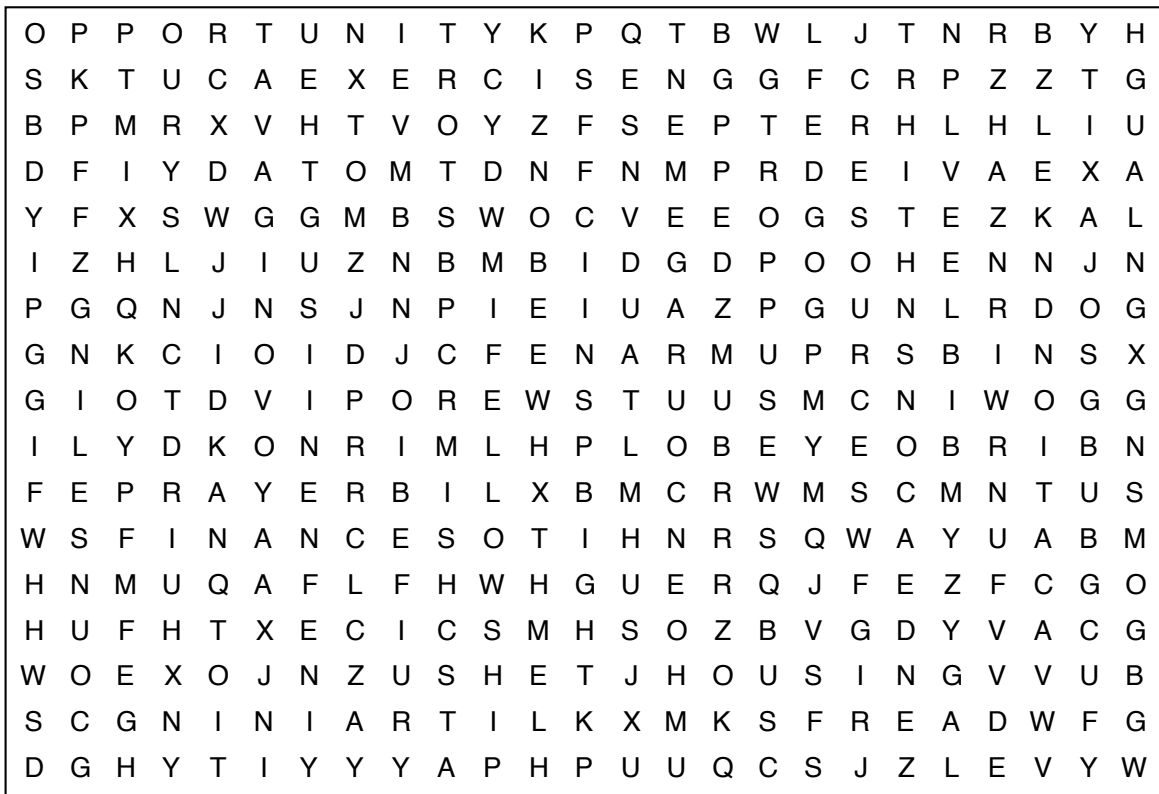 O P P O R T U N I T Y K P Q T B W L J T N R B Y H
S K T U C A E X E R C I S E N G G F C R P Z Z T G
B P M R X V H T V O Y Z F S E P T E R H L H L I U
D F I Y D A T O M T D N F N M P R D E I V A E X A
Y F X S W G G M B S W O C V E E O G S T E Z K A L
I Z H L J I U Z N B M B I D G D P O O H E N N J N
P G Q N J N S J N P I E I U A Z P G U N L R D O G
G N K C I O I D J C F E N A R M U P R S B I N S X
G I O T D V I P O R E W S T U U S M C N I W O G G
I L Y D K O N R I M L H P L O B E Y E O B R I B N
F E P R A Y E R B I L X B M C R W M S C M N T U S
W S F I N A N C E S O T I H N R S Q W A Y U A B M
H N M U Q A F L F H W H G U E R Q J F E Z F C G O
H U F H T X E C I C S M H S O Z B V G D Y V A C G
W O E X O J N Z U S H E T J H O U S I N G V V U B
S C G N I N I A R T I L K X M K S F R E A D W F G
D G H Y T I Y Y Y A P H P U U Q C S J Z L E V Y W